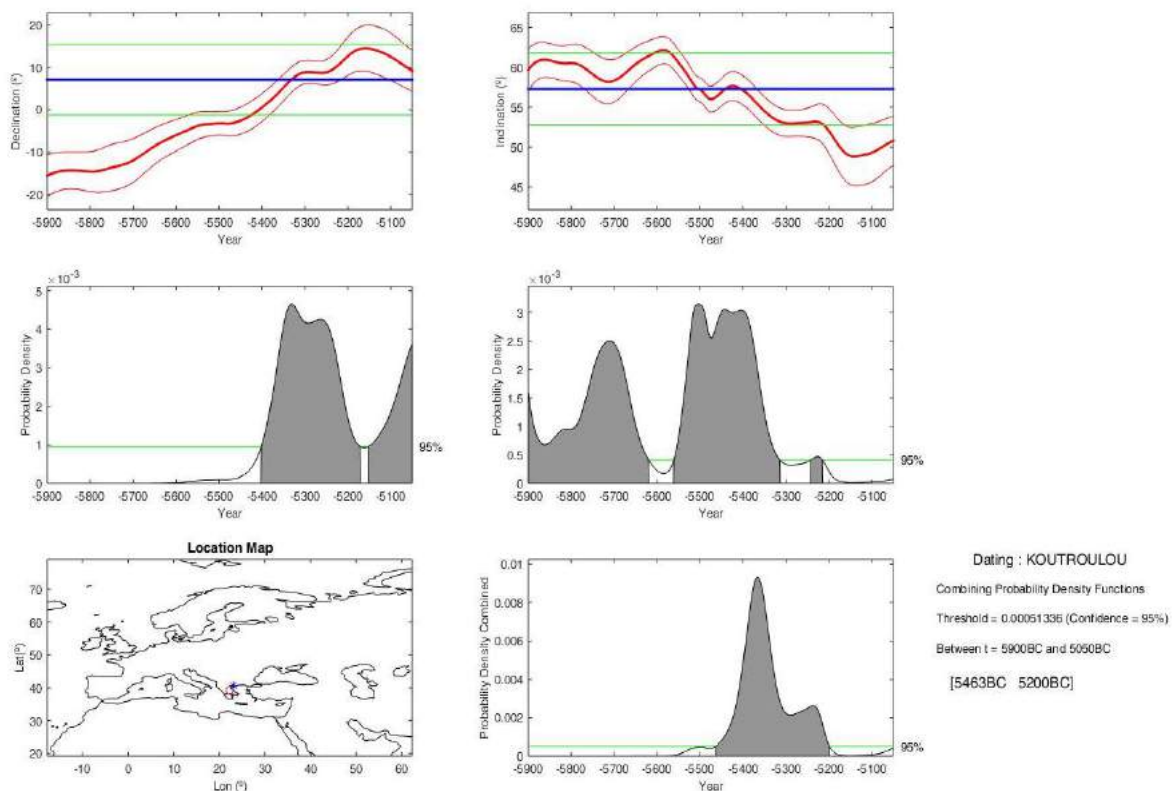 20
10
0
-10
-20
Declination (º)
-5900 -5800 -5700 -5600 -5500 -5400 -5300 -5200 -5100
Year
65
60
55
50
45
Inclination (º)
-5900 -5800 -5700 -5600 -5500 -5400 -5300 -5200 -5100
Year
×10⁻³
5
4
3
2
1
0
Probability Density
95%
-5900 -5800 -5700 -5600 -5500 -5400 -5300 -5200 -5100
Year
×10⁻³
3
2.5
2
1.5
1
0.5
0
Probability Density
95%
-5900 -5800 -5700 -5600 -5500 -5400 -5300 -5200 -5100
Year
Location Map
70
60
50
40
30
20
Lat (º)
-10 0 10 20 30 40 50 60
Lon (º)
0.01
0.008
0.006
0.004
0.002
0
Probability Density Combined
95%
-5900 -5800 -5700 -5600 -5500 -5400 -5300 -5200 -5100
Year
Dating : KOUTROULOU
Combining Probability Density Functions
Threshold = 0.00051336 (Confidence = 95%)
Between t = 5900BC and 5050BC
[5463BC 5200BC]